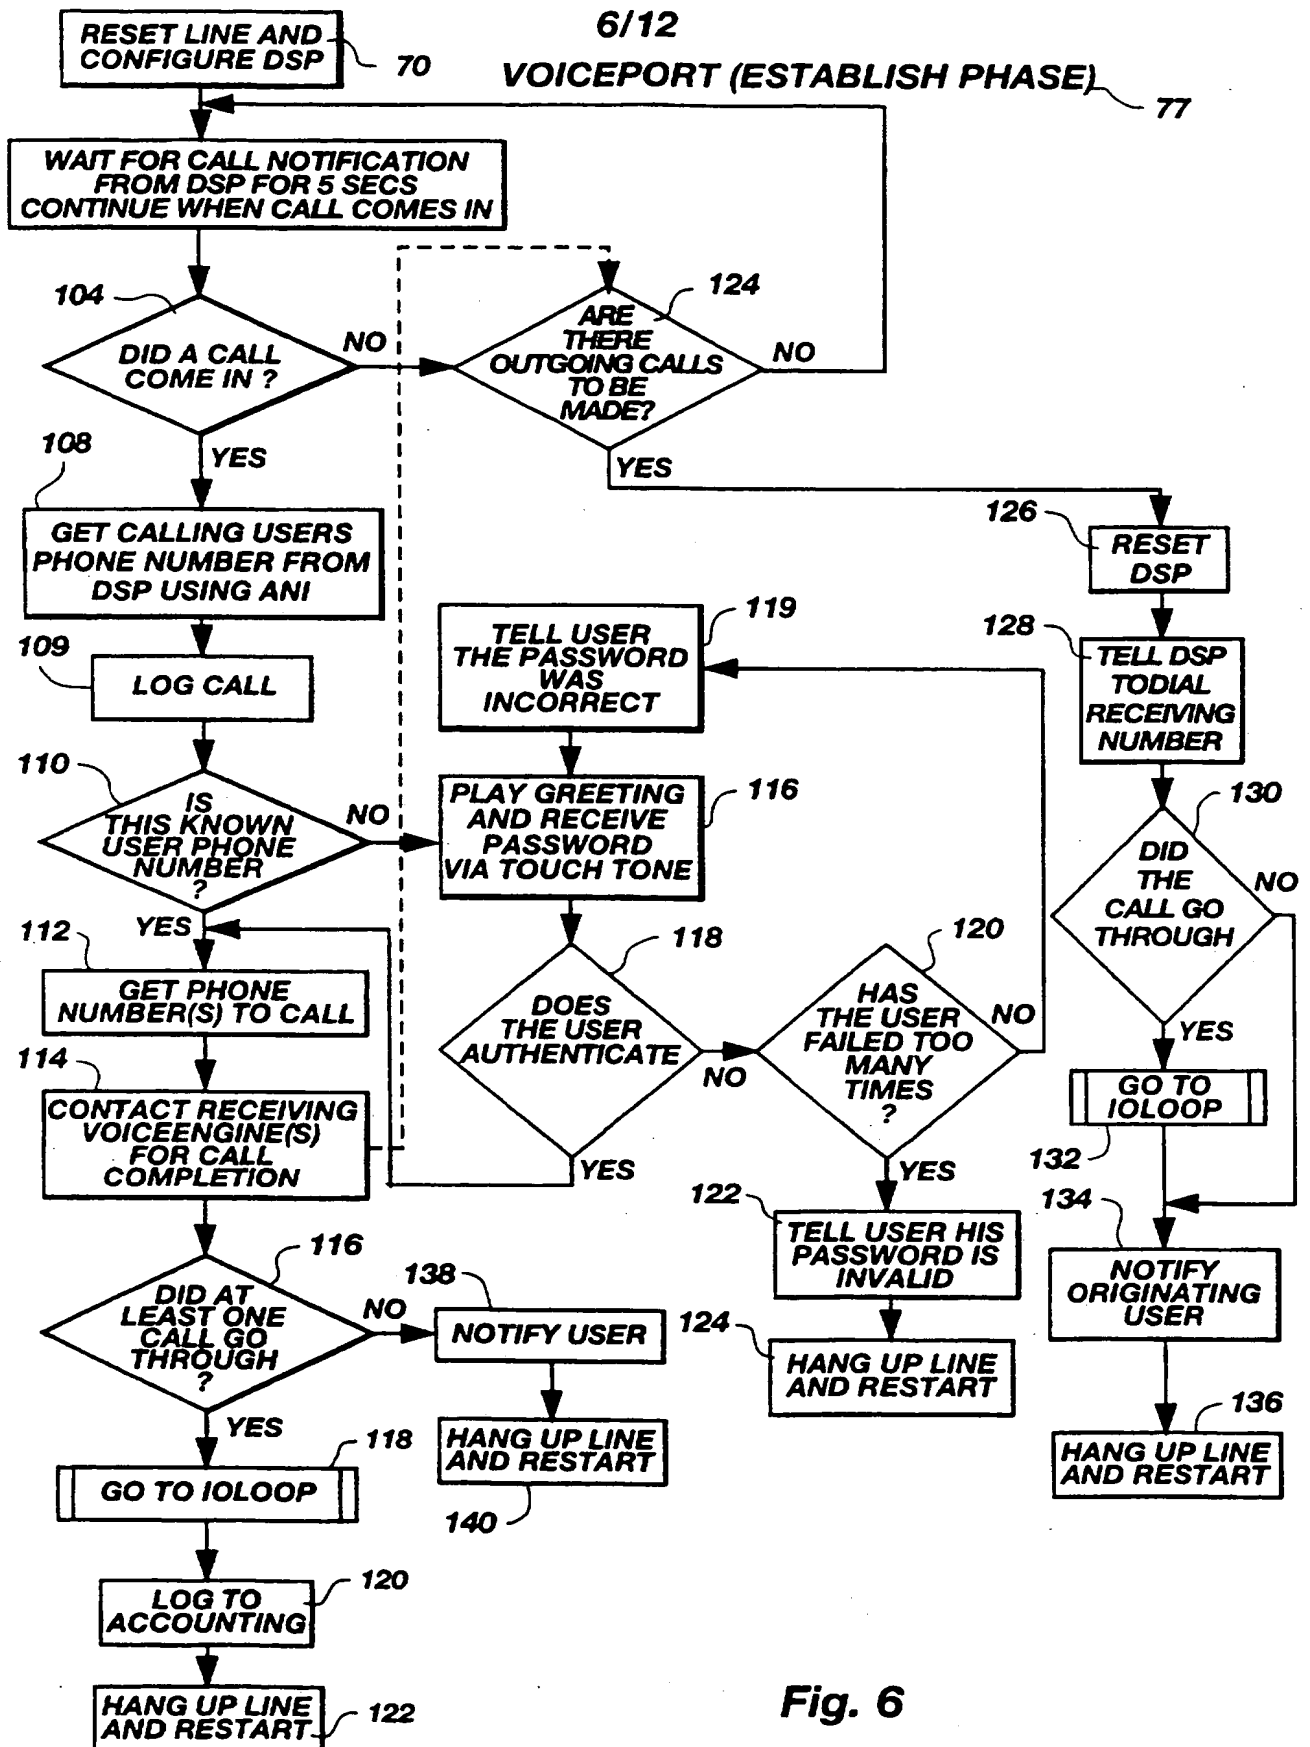 6/12
VOICEPORT (ESTABLISH PHASE)
77
RESET LINE AND
CONFIGURE DSP
70
WAIT FOR CALL NOTIFICATION
FROM DSP FOR 5 SECS
CONTINUE WHEN CALL COMES IN
104
DID A CALL
COME IN ?
NO
YES
124
ARE
THERE
OUTGOING CALLS
TO BE
MADE?
NO
YES
108
GET CALLING USERS
PHONE NUMBER FROM
DSP USING ANI
109
LOG CALL
110
IS
THIS KNOWN
USER PHONE
NUMBER
?
NO
YES
112
GET PHONE
NUMBER(S) TO CALL
114
CONTACT RECEIVING
VOICEENGINE(S)
FOR CALL
COMPLETION
116
DID AT
LEAST ONE
CALL GO
THROUGH
?
NO
YES
118
GO TO IOLOOP
120
LOG TO
ACCOUNTING
HANG UP LINE
AND RESTART
122
138
NOTIFY USER
HANG UP LINE
AND RESTART
140
119
TELL USER
THE PASSWORD
WAS
INCORRECT
116
PLAY GREETING
AND RECEIVE
PASSWORD
VIA TOUCH TONE
118
DOES
THE USER
AUTHENTICATE
NO
YES
120
HAS
THE USER
FAILED TOO
MANY
TIMES
?
NO
YES
122
TELL USER HIS
PASSWORD IS
INVALID
124
HANG UP LINE
AND RESTART
126
RESET
DSP
128
TELL DSP
TODIAL
RECEIVING
NUMBER
130
DID
THE
CALL GO
THROUGH
NO
YES
GO TO
IOLOOP
132
134
NOTIFY
ORIGINATING
USER
136
HANG UP LINE
AND RESTART
Fig. 6